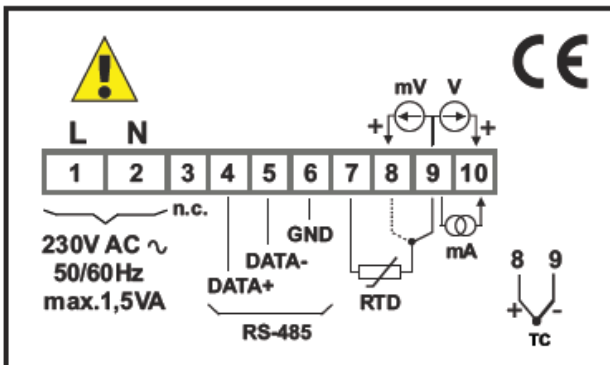 CE
mV V
+ +
L N
1 2 3 4 5 6 7 8 9 10
n.c.
230V AC ∿
50/60Hz
max.1,5VA
GND
DATA-
DATA+
RS-485
RTD
mA
8 9
+ -
TC